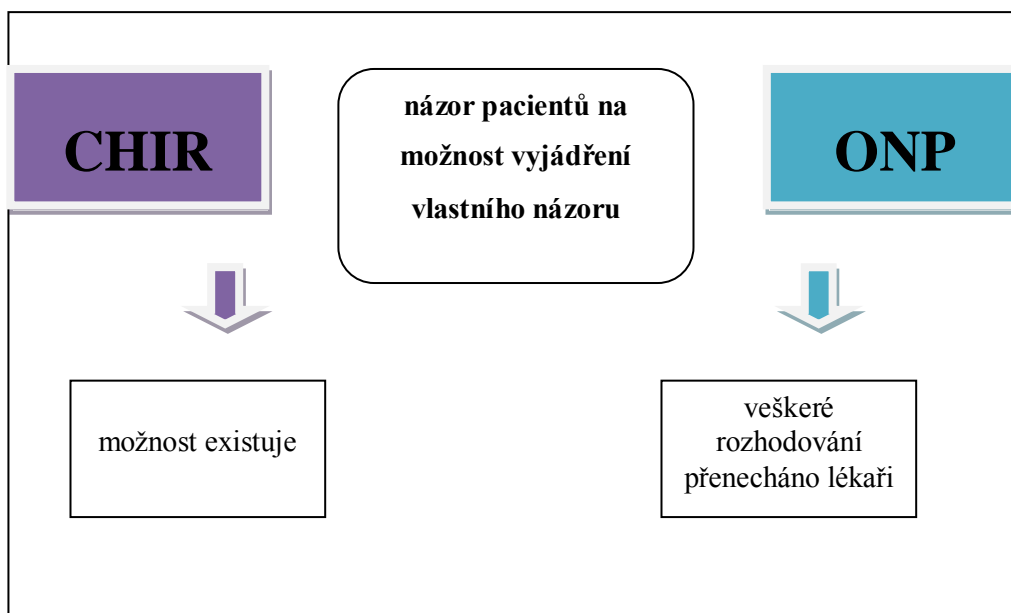 CHIR
názor pacientů na
možnost vyjádření
vlastního názoru
ONP
možnost existuje
veškeré
rozhodování
přenecháno lékaři